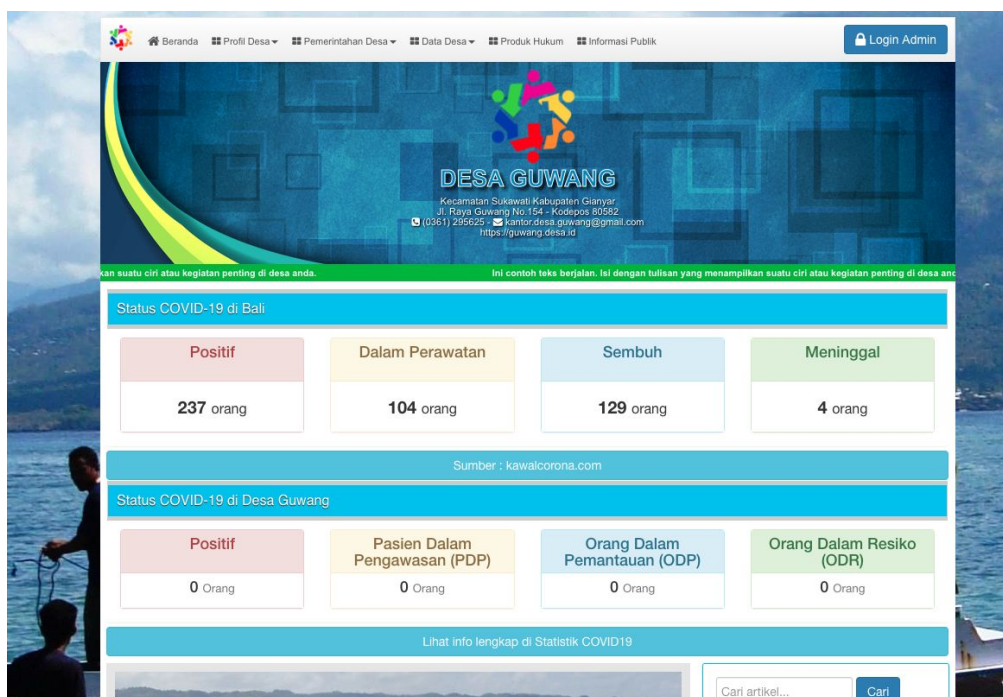 Beranda Profil Desa Pemerintahan Desa Data Desa Produk Hukum Informasi Publik Login Admin
DESA GUWANG
Kecamatan Sukawati Kabupaten Gianyar
Jl. Raya Guwang No.154 - Kodepos 80582
(0361) 295625 - kantor.desa.guwang@gmail.com
https://guwang.desa.id
kan suatu ciri atau kegiatan penting di desa anda. Ini contoh teks berjalan. Isi dengan tulisan yang menampilkan suatu ciri atau kegiatan penting di desa and
Status COVID-19 di Bali
Positif Dalam Perawatan Sembuh Meninggal
237 orang 104 orang 129 orang 4 orang
Sumber : kawalcorona.com
Status COVID-19 di Desa Guwang
Positif Pasien Dalam Orang Dalam Orang Dalam Resiko
Pengawasan (PDP) Pemantauan (ODP) (ODR)
0 Orang 0 Orang 0 Orang 0 Orang
Lihat info lengkap di Statistik COVID19
Cari artikel... Cari